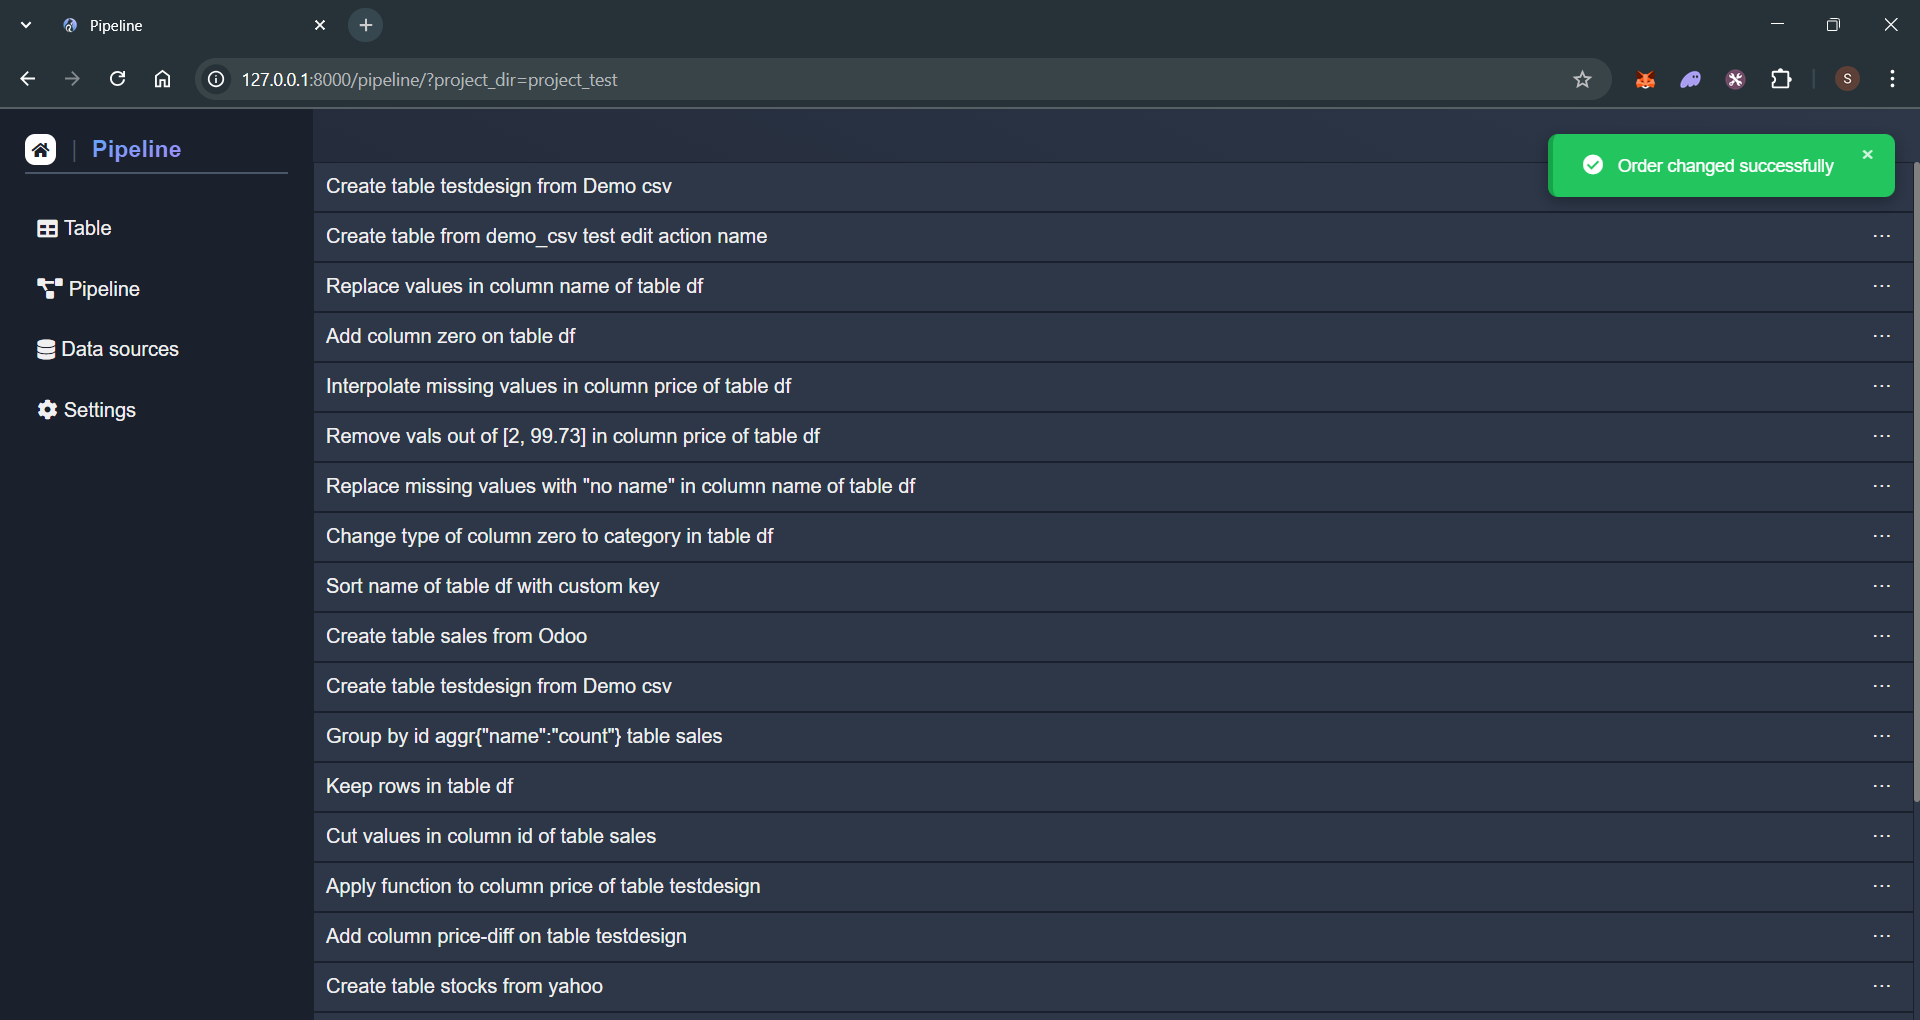 Pipeline
127.0.0.1:8000/pipeline/?project_dir=project_test
S
Pipeline
Table
Pipeline
Data sources
Settings
Order changed successfully
Create table testdesign from Demo csv
Create table from demo_csv test edit action name
Replace values in column name of table df
Add column zero on table df
Interpolate missing values in column price of table df
Remove vals out of [2, 99.73] in column price of table df
Replace missing values with "no name" in column name of table df
Change type of column zero to category in table df
Sort name of table df with custom key
Create table sales from Odoo
Create table testdesign from Demo csv
Group by id aggr{"name":"count"} table sales
Keep rows in table df
Cut values in column id of table sales
Apply function to column price of table testdesign
Add column price-diff on table testdesign
Create table stocks from yahoo